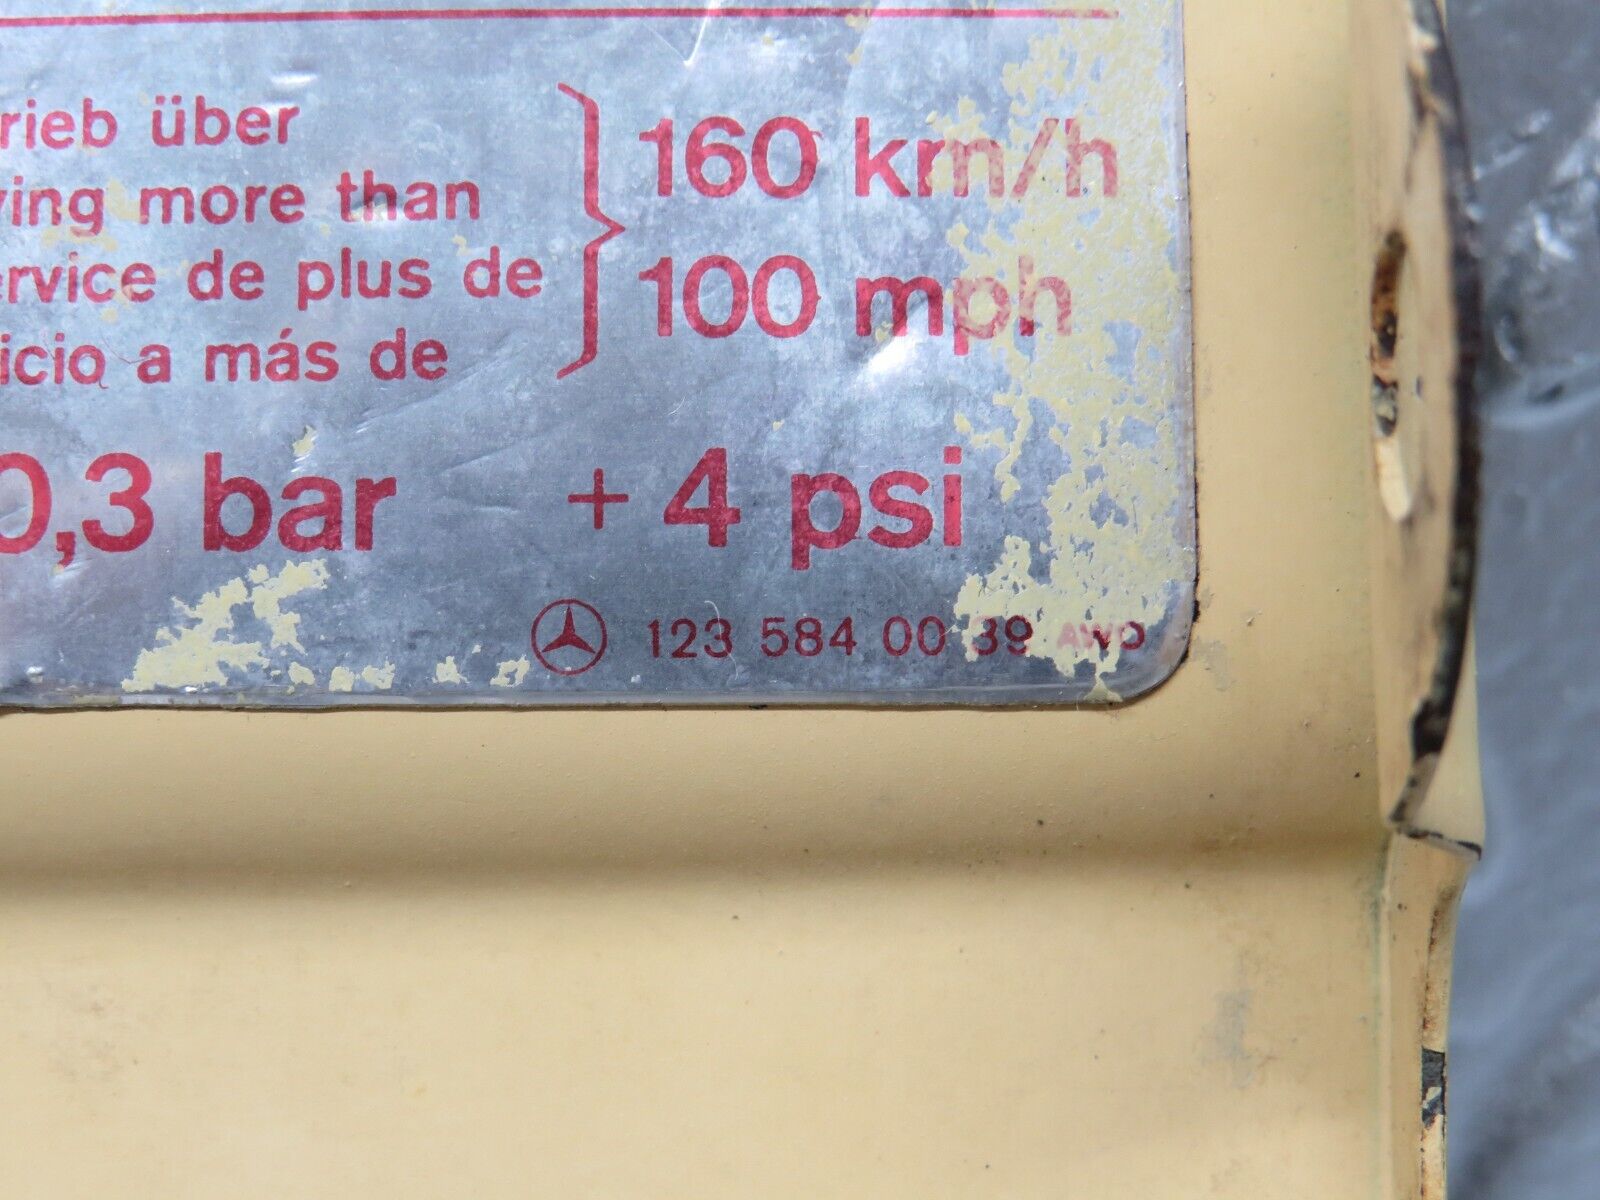 rieb über
ving more than
ervice de plus de
icio a más de
160 km/h
100 mph
0,3 bar + 4 psi
123 584 00 39 AWD